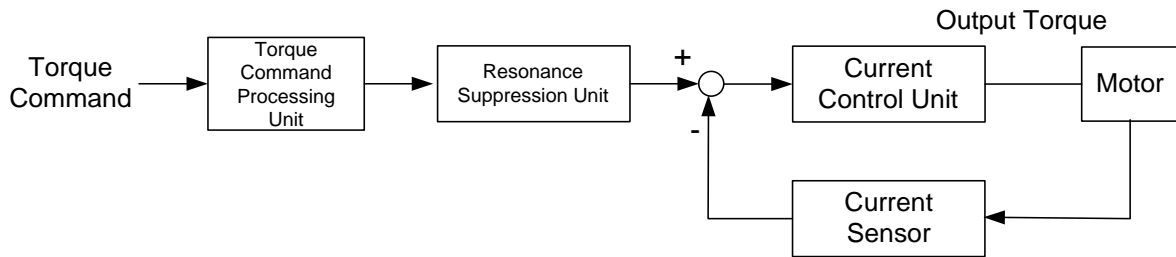 Output Torque
Torque
Command
Torque
Command
Processing
Unit
Resonance
Suppression Unit
+
-
Current
Control Unit
Motor
Current
Sensor